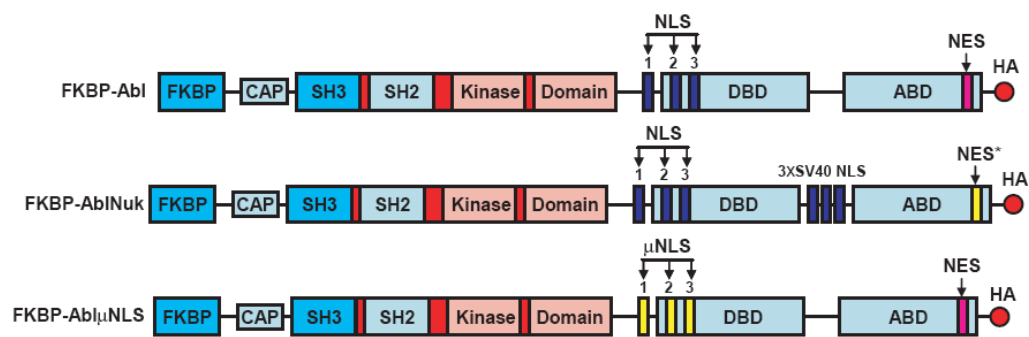 NLS
1 2 3
NES
HA
FKBP-Abl
FKBP CAP SH3 SH2 Kinase Domain DBD ABD
NLS
1 2 3
3XSV40 NLS
NES*
HA
FKBP-AblNuk
FKBP CAP SH3 SH2 Kinase Domain DBD ABD
μNLS
1 2 3
NES
HA
FKBP-AblμNLS
FKBP CAP SH3 SH2 Kinase Domain DBD ABD